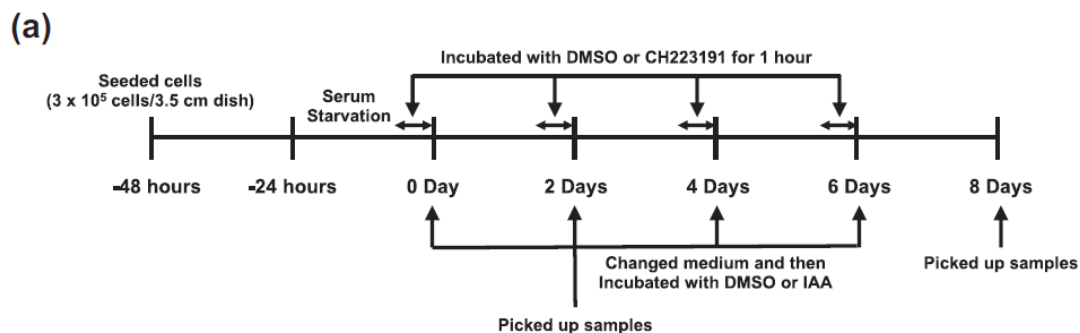 (a)
Incubated with DMSO or CH223191 for 1 hour
Seeded cells
(3 x 10⁵ cells/3.5 cm dish)
Serum
Starvation
-48 hours
-24 hours
0 Day
2 Days
4 Days
6 Days
8 Days
Changed medium and then
Incubated with DMSO or IAA
Picked up samples
Picked up samples